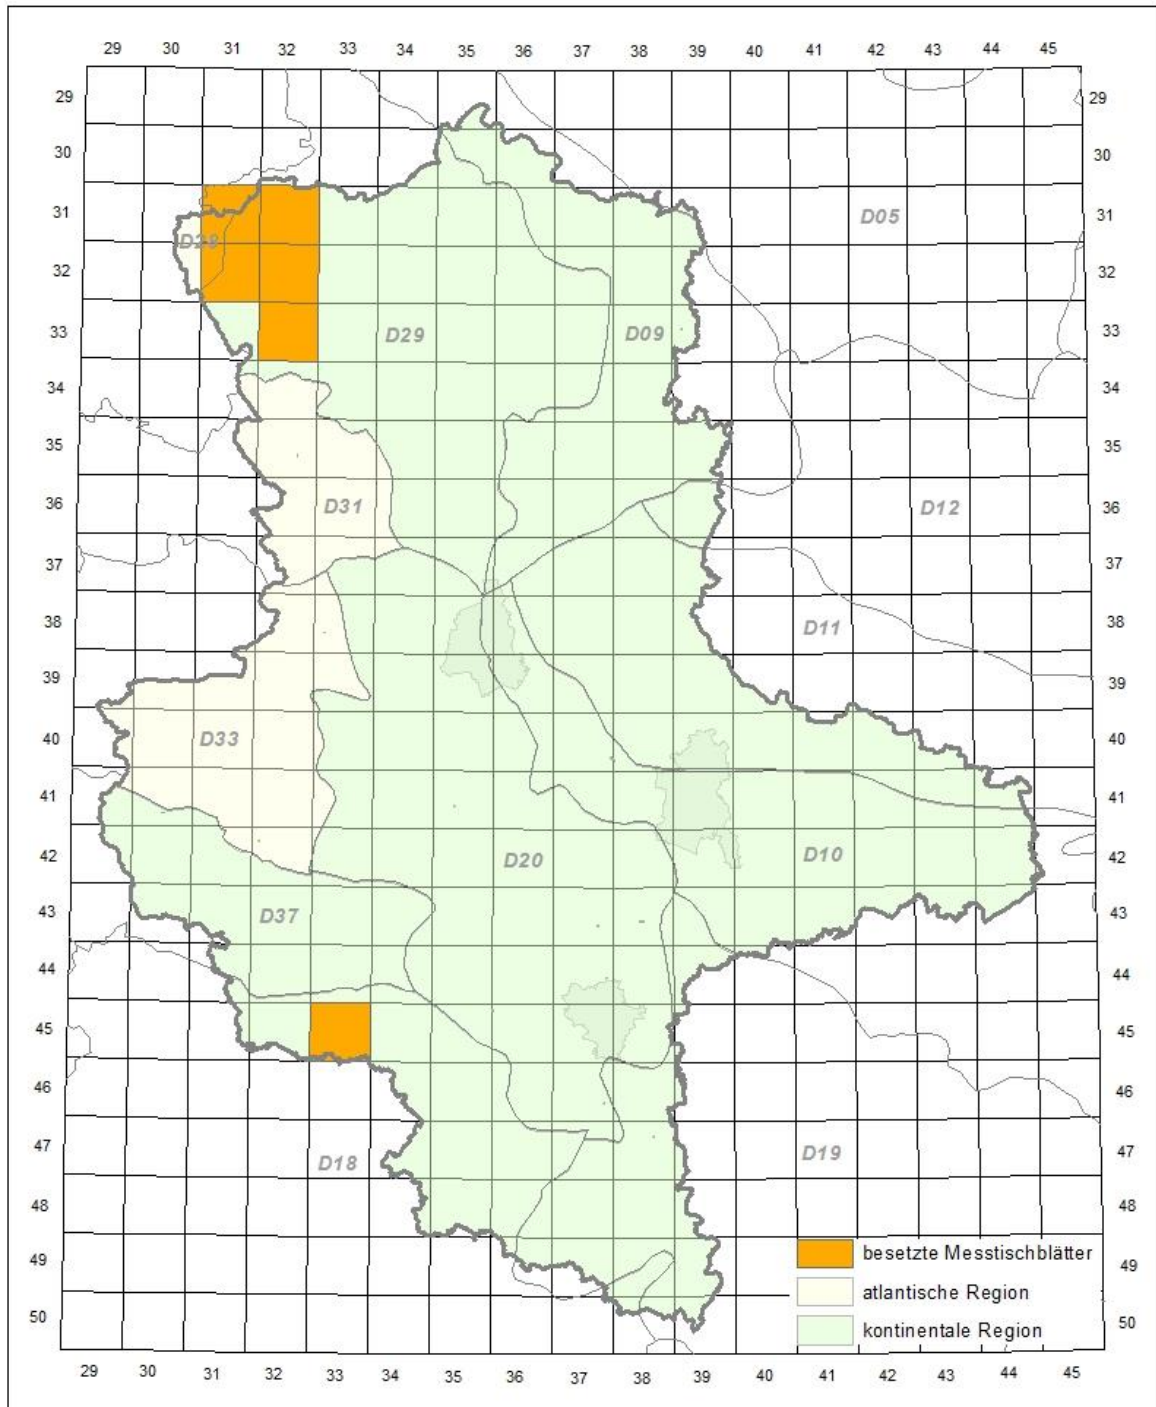 29 30 31 32 33 34 35 36 37 38 39 40 41 42 43 44 45
29 29
30 30
31 D05 31
D28
32 32
33 D29 D09 33
34 34
35 35
36 D31 D12 36
37 37
38 D11 38
39 39
40 D33 40
41 41
42 D20 D10 42
43 D37 43
44 44
45 45
46 46
47 D18 D19 47
48 48
49 besetzte Messtischblätter 49
atlantische Region
50 kontinentale Region 50
29 30 31 32 33 34 35 36 37 38 39 40 41 42 43 44 45